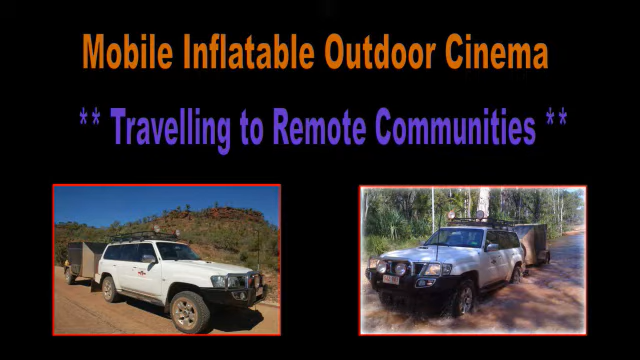 Mobile Inflatable Outdoor Cinema
** Travelling to Remote Communities **